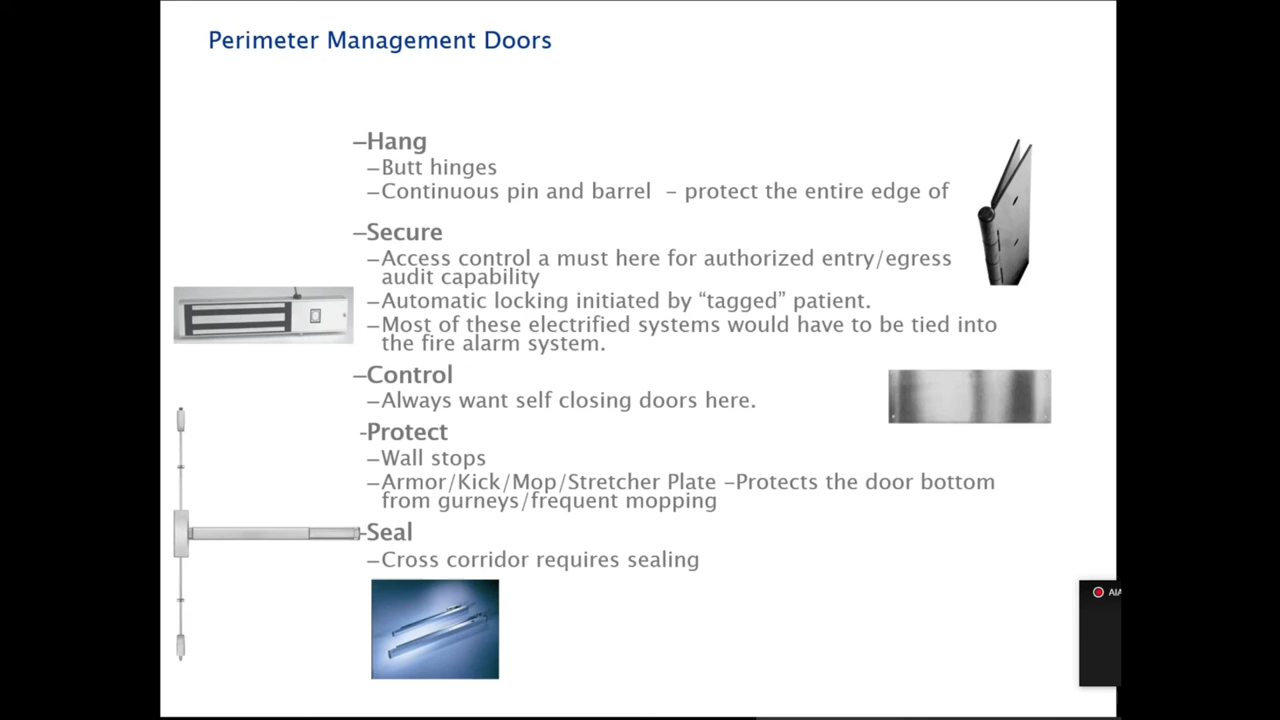 Perimeter Management Doors
–Hang
–Butt hinges
–Continuous pin and barrel  – protect the entire edge of
–Secure
–Access control a must here for authorized entry/egress
audit capability
–Automatic locking initiated by “tagged” patient.
–Most of these electrified systems would have to be tied into
the fire alarm system.
–Control
–Always want self closing doors here.
-Protect
–Wall stops
–Armor/Kick/Mop/Stretcher Plate –Protects the door bottom
from gurneys/frequent mopping
–Seal
–Cross corridor requires sealing